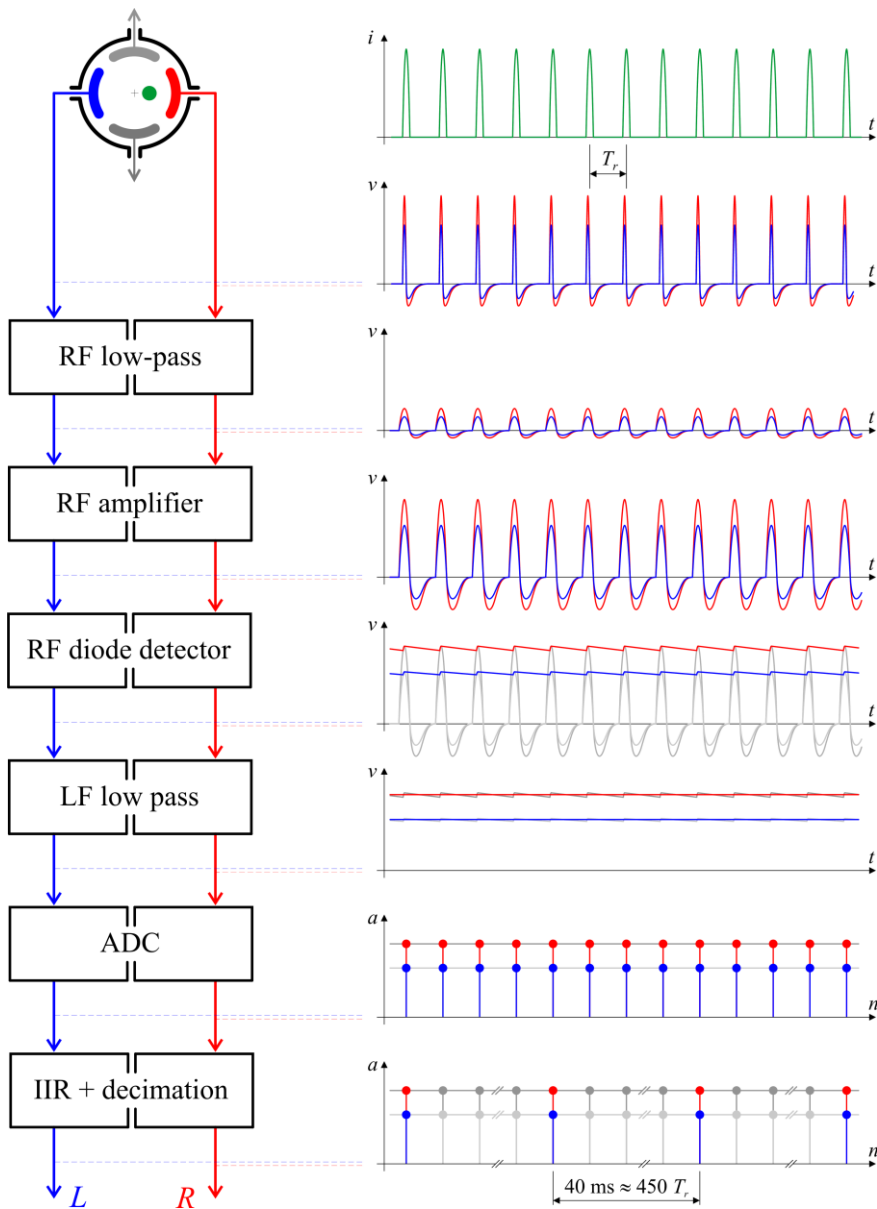 i
t
T_r
v
t
RF low-pass
v
t
RF amplifier
v
t
RF diode detector
v
t
LF low pass
v
t
ADC
a
n
IIR + decimation
a
n
L
R
40 ms ≈ 450 T_r